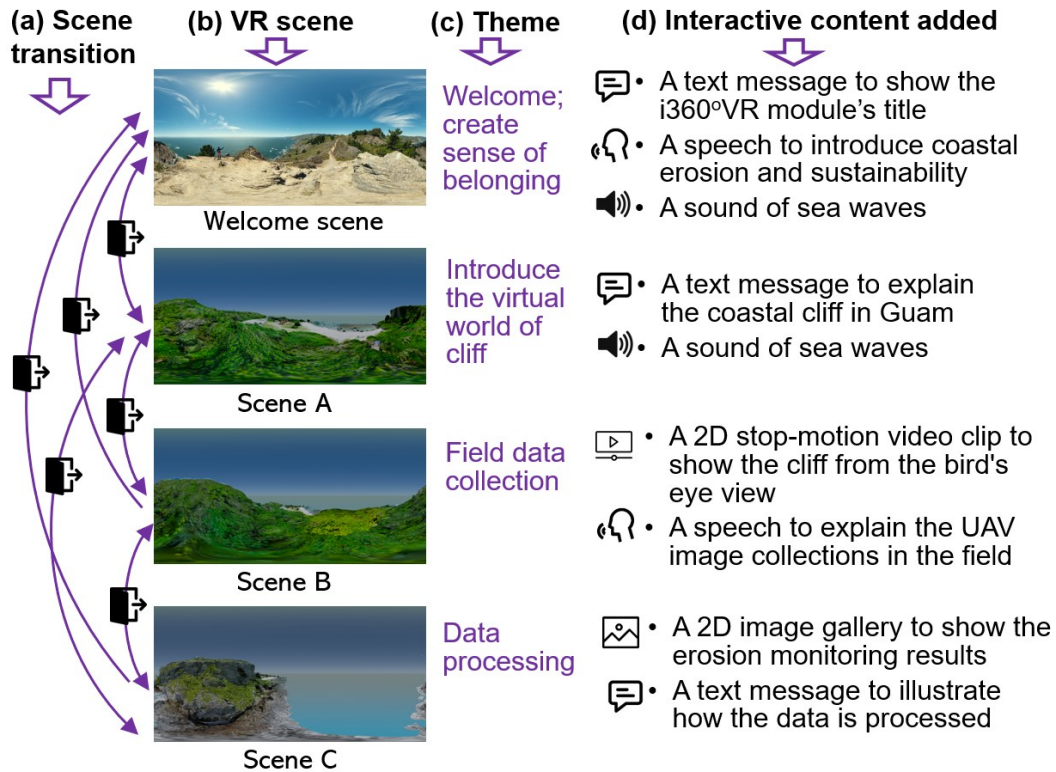 (a) Scene transition
(b) VR scene
(c) Theme
(d) Interactive content added
Welcome scene
Welcome;
create
sense of
belonging
• A text message to show the
i360°VR module's title
• A speech to introduce coastal
erosion and sustainability
• A sound of sea waves
Scene A
Introduce
the virtual
world of
cliff
• A text message to explain
the coastal cliff in Guam
• A sound of sea waves
Scene B
Field data
collection
• A 2D stop-motion video clip to
show the cliff from the bird's
eye view
• A speech to explain the UAV
image collections in the field
Scene C
Data
processing
• A 2D image gallery to show the
erosion monitoring results
• A text message to illustrate
how the data is processed